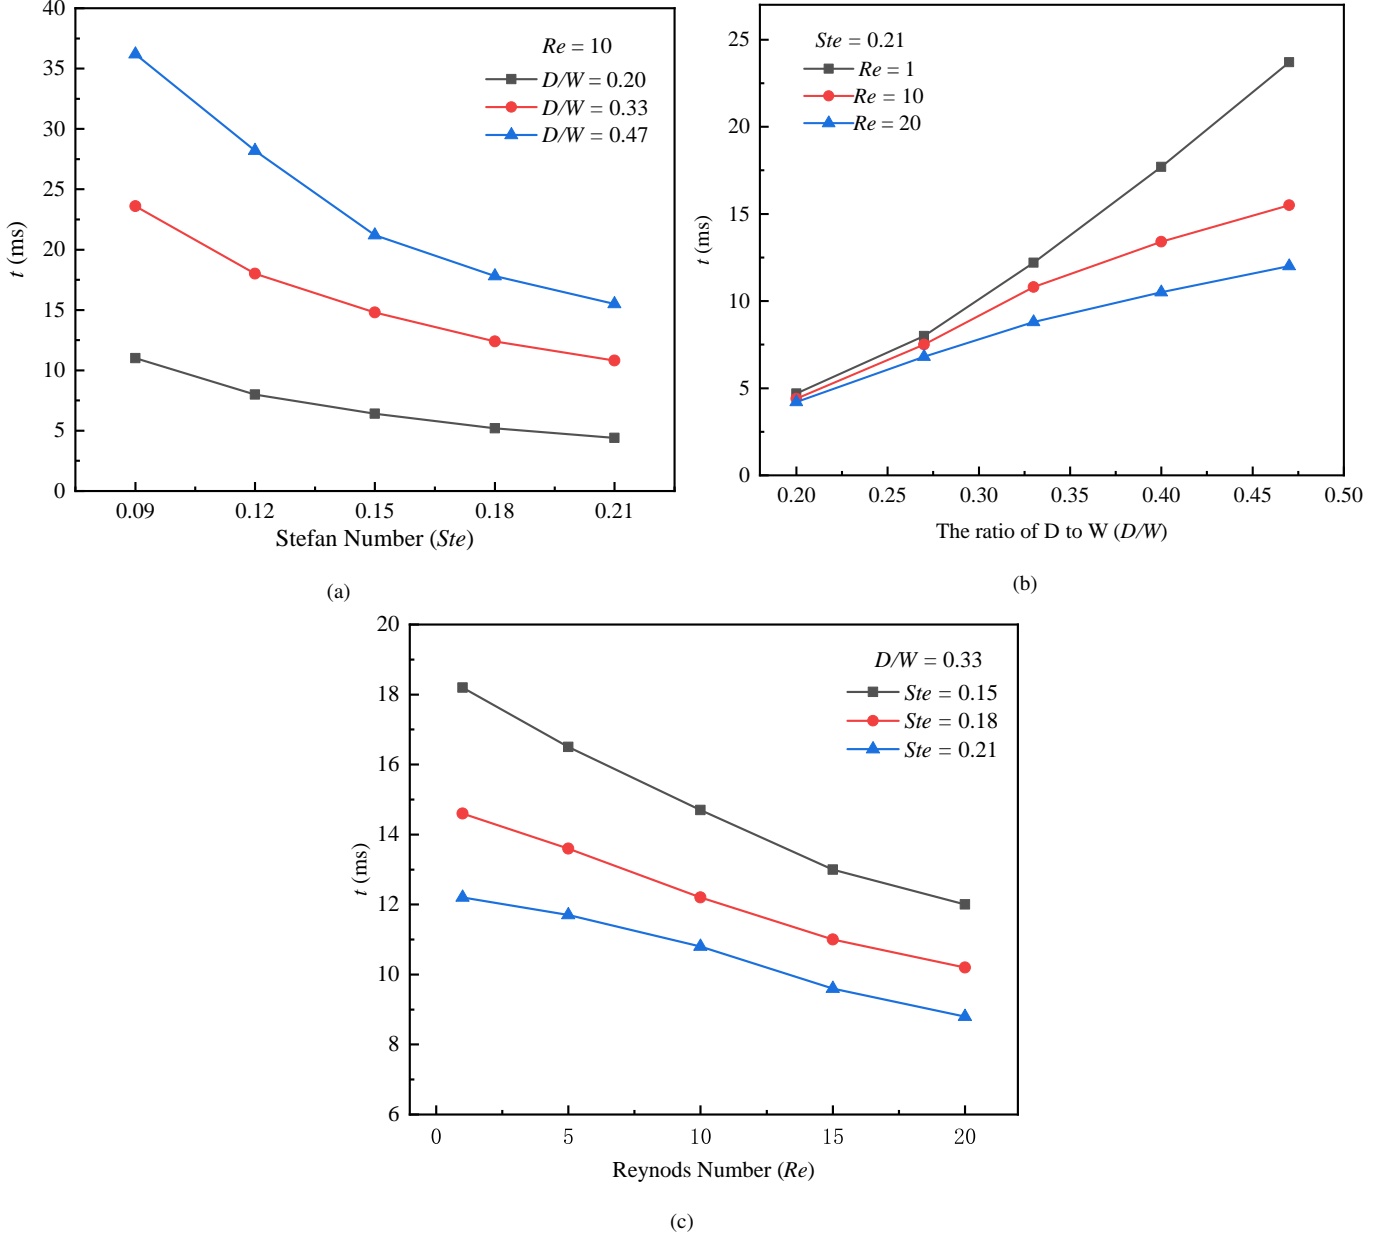 40
35
30
25
20
15
10
5
0
t (ms)
Re = 10
D/W = 0.20
D/W = 0.33
D/W = 0.47
0.09 0.12 0.15 0.18 0.21
Stefan Number (Ste)
(a)
25
20
15
10
5
0
t (ms)
Ste = 0.21
Re = 1
Re = 10
Re = 20
0.20 0.25 0.30 0.35 0.40 0.45 0.50
The ratio of D to W (D/W)
(b)
20
18
16
14
12
10
8
6
t (ms)
D/W = 0.33
Ste = 0.15
Ste = 0.18
Ste = 0.21
0 5 10 15 20
Reynods Number (Re)
(c)